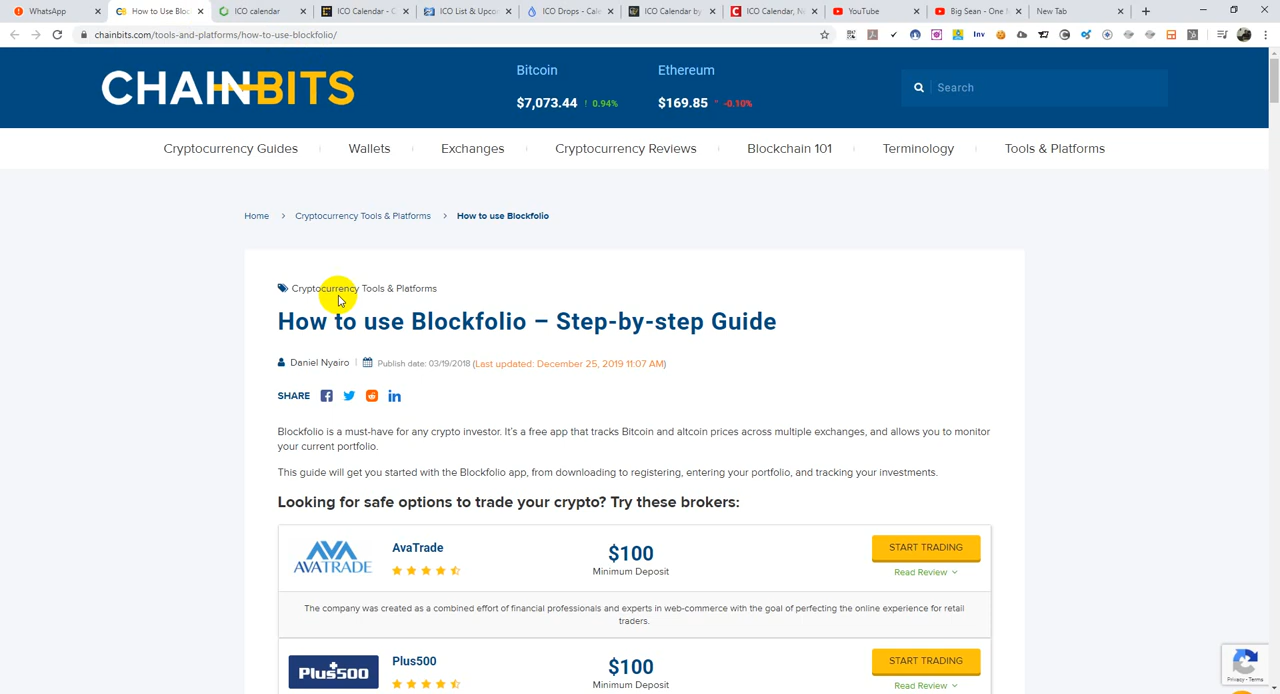 WhatsApp
How to Use Bloc
ICO calendar
ICO Calendar - C
ICO List & Upco
ICO Drops - Cale
ICO Calendar by
ICO Calendar, N
YouTube
Big Sean - One M
New Tab
chainbits.com/tools-and-platforms/how-to-use-blockfolio/
Inv
CHAINBITS
Bitcoin
$7,073.44 ↑ 0.94%
Ethereum
$169.85 -0.10%
Search
Cryptocurrency Guides
Wallets
Exchanges
Cryptocurrency Reviews
Blockchain 101
Terminology
Tools & Platforms
Home > Cryptocurrency Tools & Platforms > How to use Blockfolio
Cryptocurrency Tools & Platforms
How to use Blockfolio – Step-by-step Guide
Daniel Nyairo | Publish date: 03/19/2018 (Last updated: December 25, 2019 11:07 AM)
SHARE
Blockfolio is a must-have for any crypto investor. It's a free app that tracks Bitcoin and altcoin prices across multiple exchanges, and allows you to monitor
your current portfolio.
This guide will get you started with the Blockfolio app, from downloading to registering, entering your portfolio, and tracking your investments.
Looking for safe options to trade your crypto? Try these brokers:
AVATRADE
AvaTrade
$100
Minimum Deposit
START TRADING
Read Review
The company was created as a combined effort of financial professionals and experts in web-commerce with the goal of perfecting the online experience for retail
traders.
Plus500
Plus500
$100
Minimum Deposit
START TRADING
Read Review
Privacy - Terms